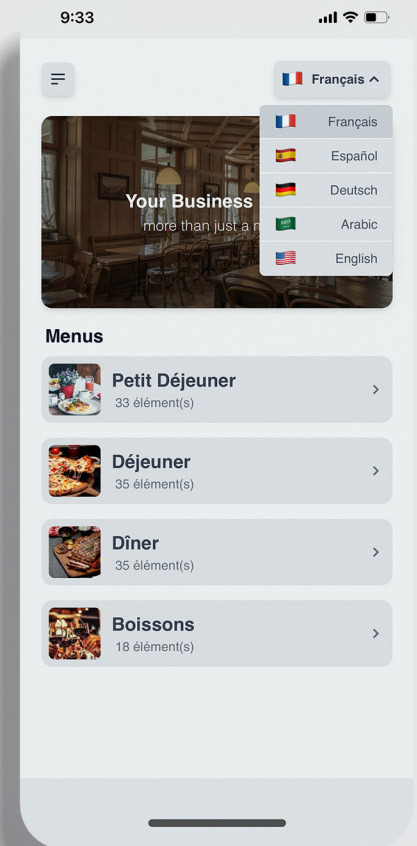 9:33
Français
Français
Español
Deutsch
Arabic
English
Your Business
more than just a
Menus
Petit Déjeuner
33 élément(s)
Déjeuner
35 élément(s)
Dîner
35 élément(s)
Boissons
18 élément(s)